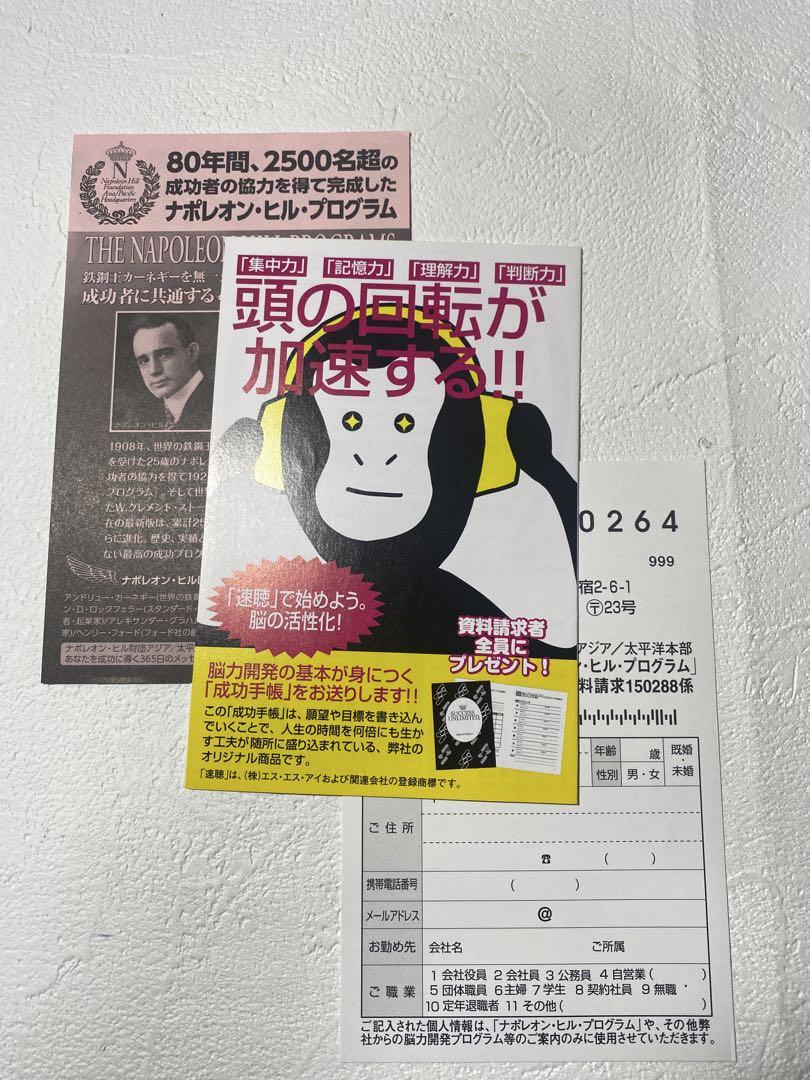 N
Napoleon Hill
Foundation
Asia/Pacific
Headquarters
80年間、2500名超の
成功者の協力を得て完成した
ナポレオン・ヒル・プログラム
THE NAPOLEON
鉄鋼王カーネギーを無一
成功者に共通する
ナポレオン・ヒル
1908年、世界の鉄鋼王
を受けた25歳のナポレ
功者の協力を得て192
プログラム』。そして世界
たW.クレメント・ストー
在の最新版は、累計25
らに進化。歴史、実績と
ない最高の成功プログ
ナポレオン・ヒル
アンドリュー・カーネギー(世界の鉄鋼
ン・D・ロックフェラー(スタンダード・
者・起業家)/アレキサンダー・グラハム
家)/ヘンリー・フォード(フォード社の創
ナポレオン・ヒル財団アジア/太平
あなたを成功に導く365日のメッセ
「集中力」 「記憶力」 「理解力」 「判断力」
頭の回転が
加速する!!
「速聴」で始めよう。
脳の活性化!
資料請求者
全員に
プレゼント!
脳力開発の基本が身につく
「成功手帳」をお送りします!!
この「成功手帳」は、願望や目標を書き込ん
でいくことで、人生の時間を何倍にも生か
す工夫が随所に盛り込まれている、弊社の
オリジナル商品です。
「速聴」は、(株)エス・エス・アイおよび関連会社の登録商標です。
SUCCESS
UNLIMITED
0264
999
宿2-6-1
〒23号
アジア/太平洋本部
ン・ヒル・プログラム」
料請求150288係
年齢 歳 既婚・未婚
性別 男・女
ご住所
☎ ( )
携帯電話番号 ( )
メールアドレス @
お勤め先 会社名 ご所属
ご職業
1 会社役員 2 会社員 3 公務員 4 自営業( )
5 団体職員 6 主婦 7 学生 8 契約社員 9 無職
10 定年退職者 11 その他( )
ご記入された個人情報は、「ナポレオン・ヒル・プログラム」や、その他弊
社からの脳力開発プログラム等のご案内のみに使用させていただきます。